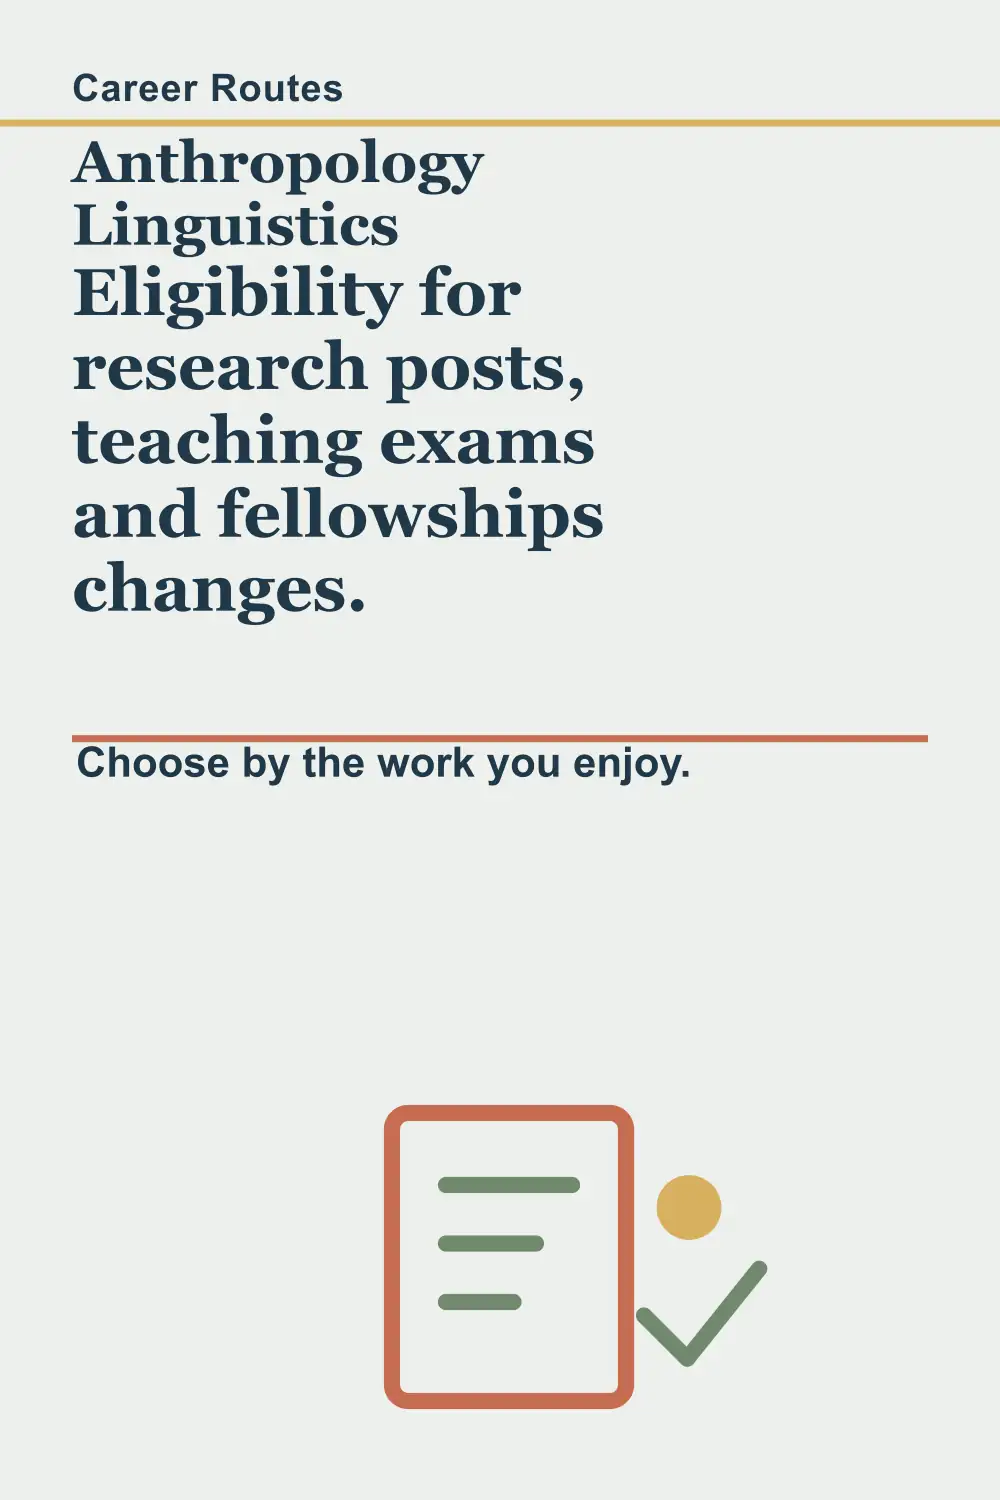 Career Routes
Anthropology
Linguistics
Eligibility for
research posts,
teaching exams
and fellowships
changes.
Choose by the work you enjoy.